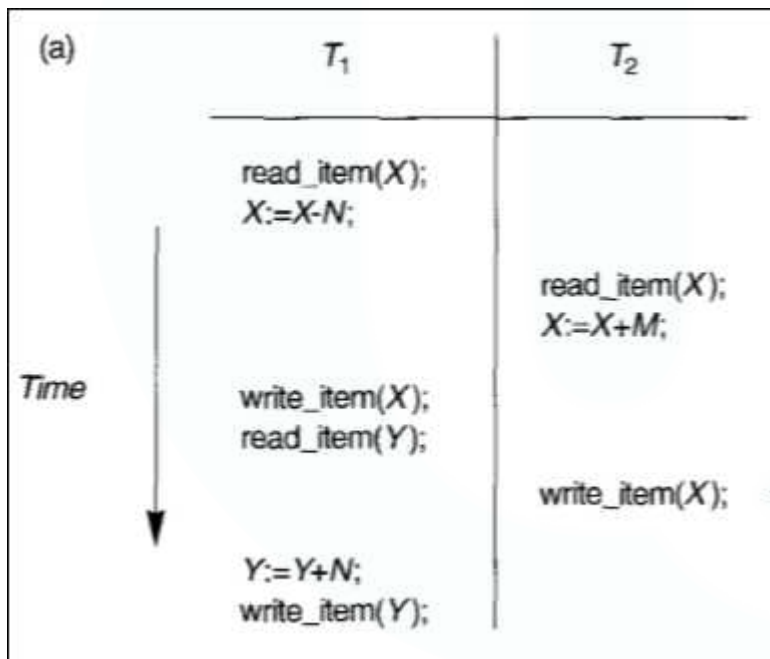 (a)
T₁ T₂
read_item(X);
X:=X-N;
read_item(X);
X:=X+M;
Time
write_item(X);
read_item(Y);
write_item(X);
Y:=Y+N;
write_item(Y);